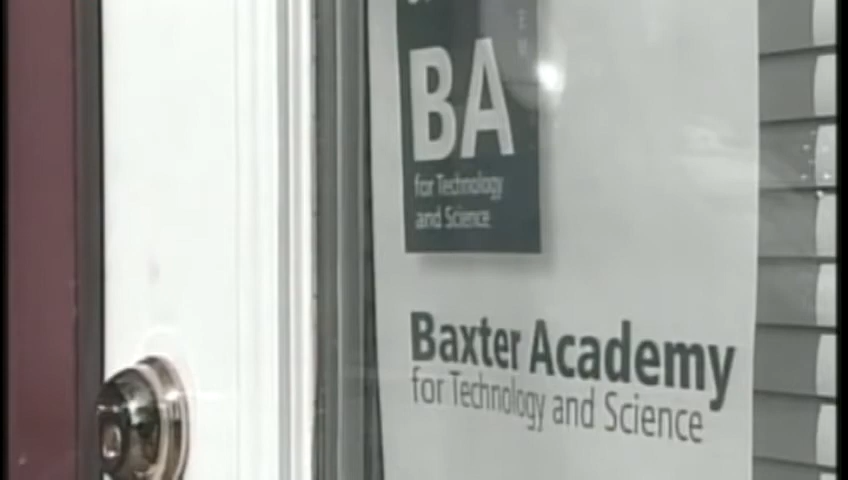 BA
for Technology
and Science
Baxter Academy
for Technology and Science